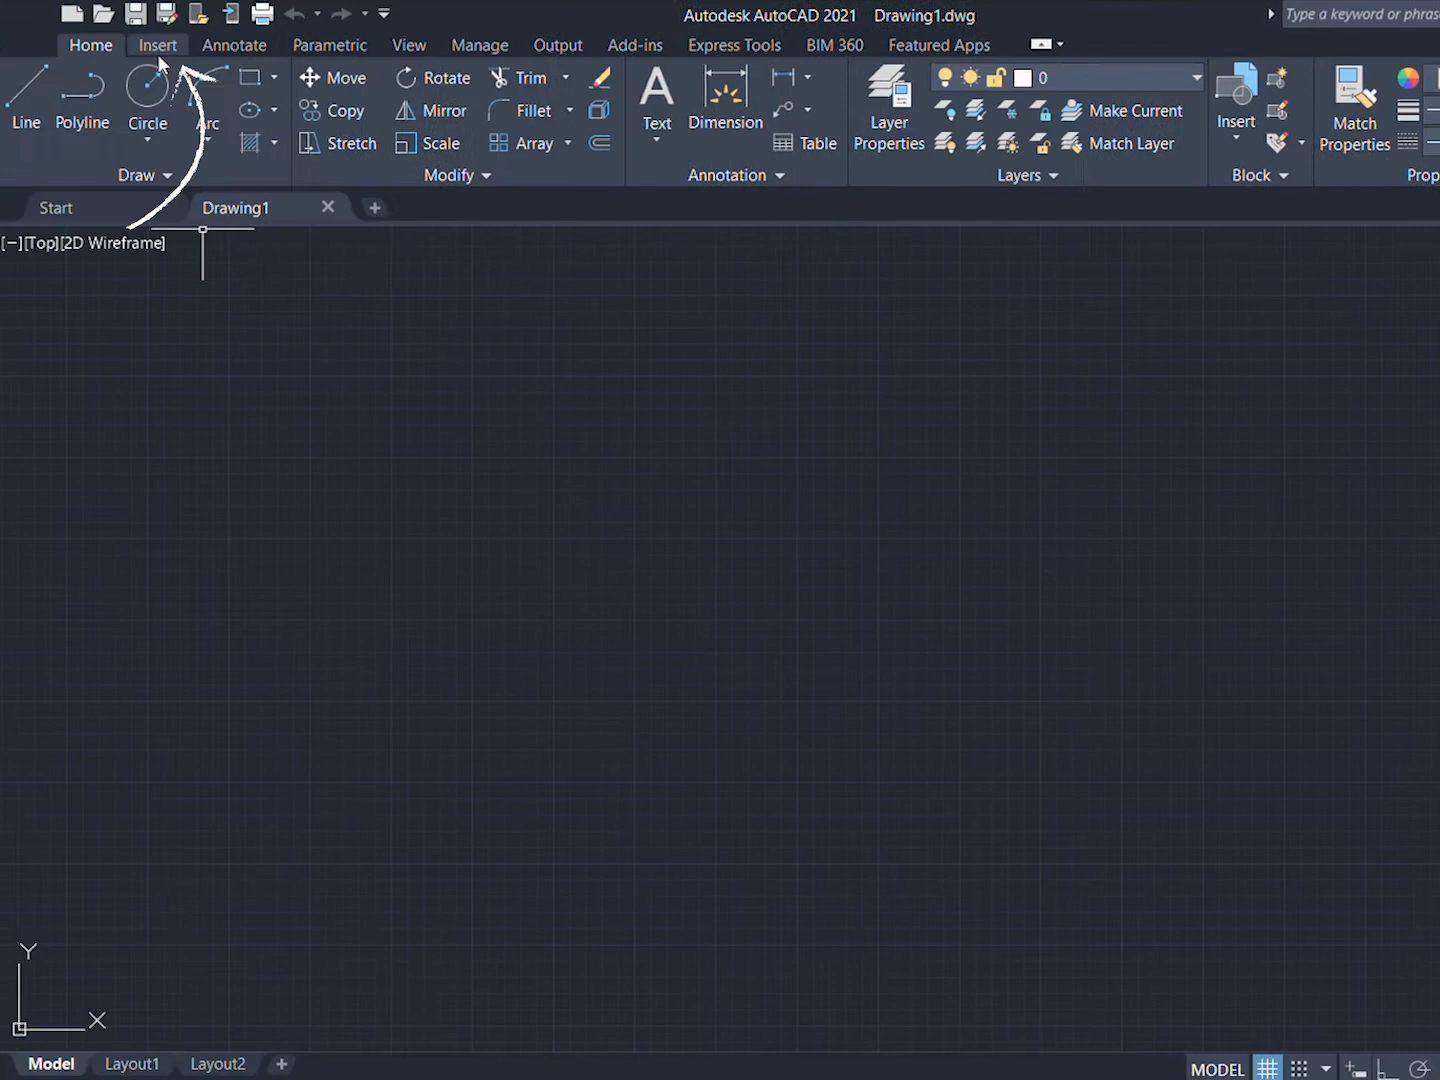 Autodesk AutoCAD 2021 Drawing1.dwg
Type a keyword or phras
Home Insert Annotate Parametric View Manage Output Add-ins Express Tools BIM 360 Featured Apps
Move Rotate Trim 0
Line Polyline Circle Arc Copy Mirror Fillet Text Dimension Layer Properties Make Current Insert Match Properties
Stretch Scale Array Table Match Layer
Draw Modify Annotation Layers Block Prop
Start Drawing1
[−][Top][2D Wireframe]
Y
X
Model Layout1 Layout2
MODEL